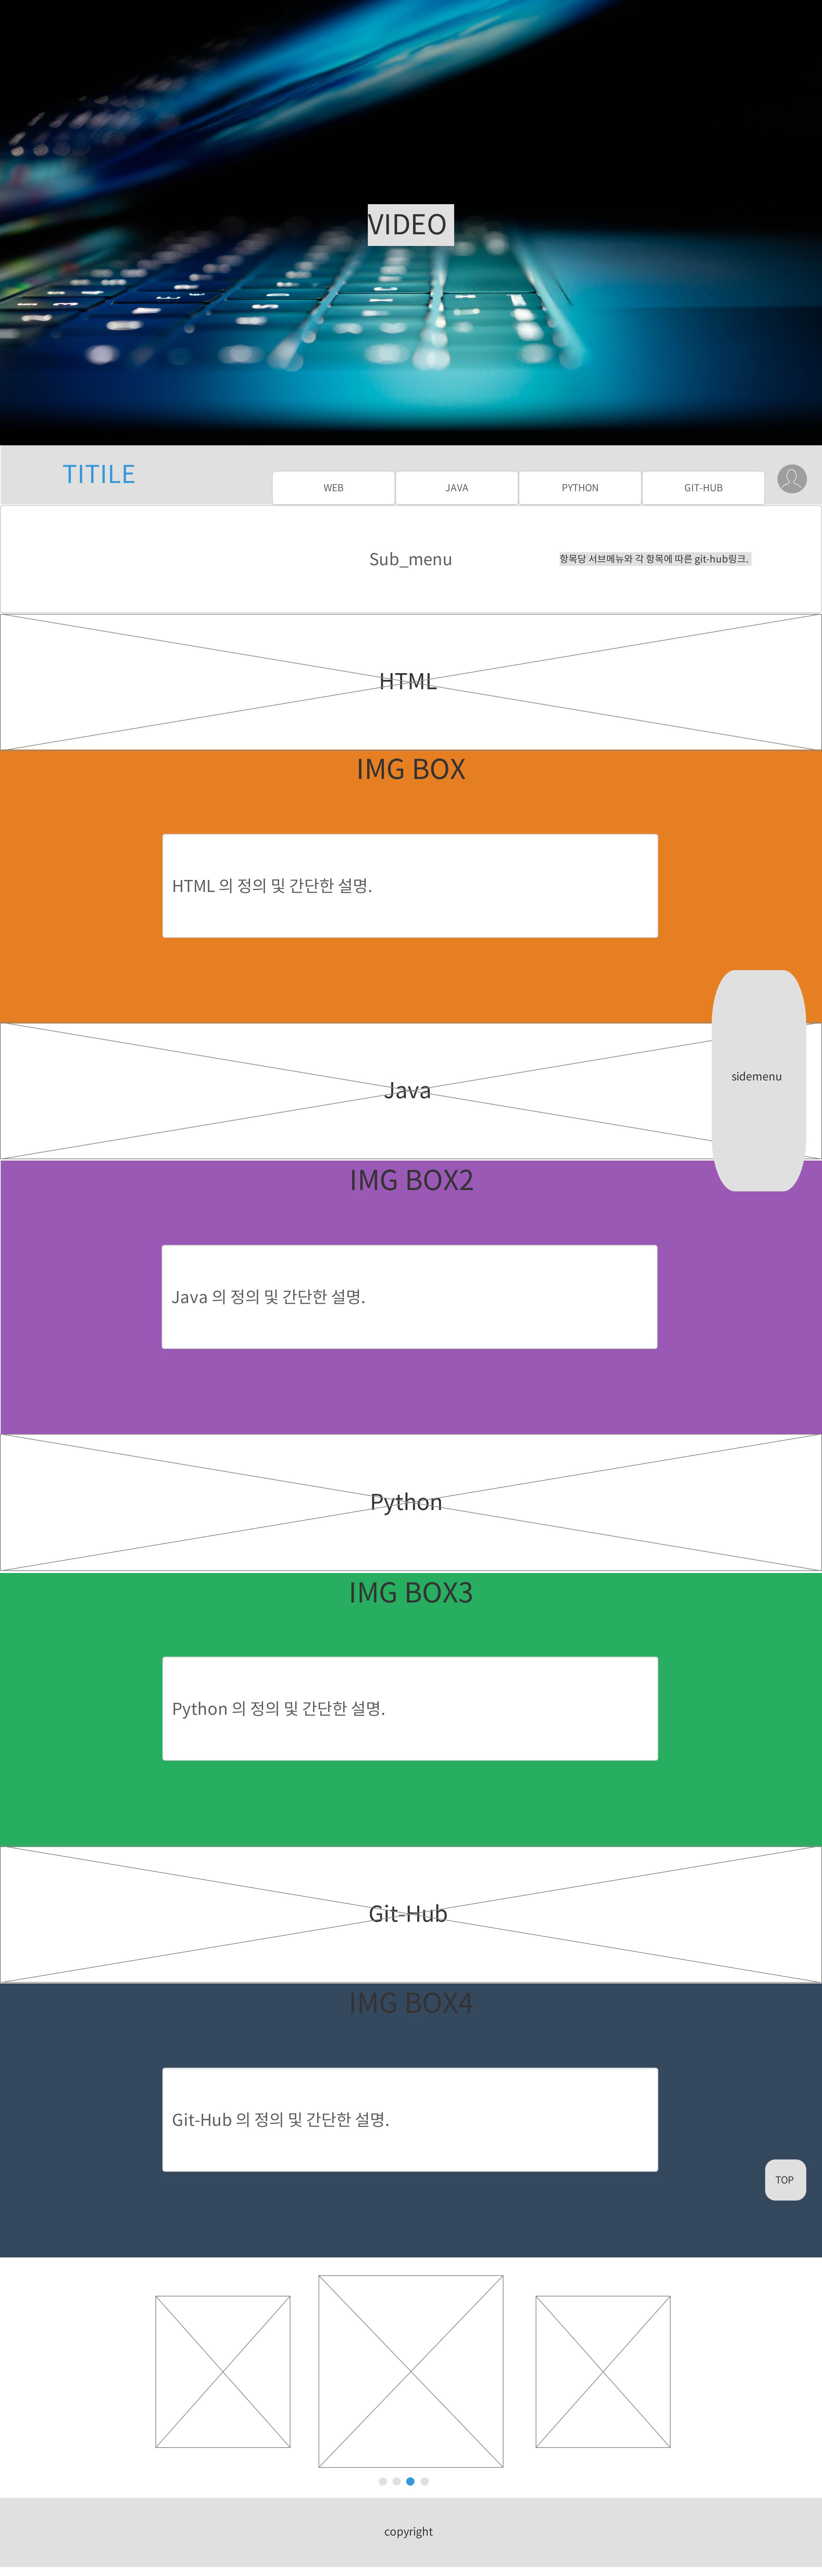 VIDEO
TITILE
WEB
JAVA
PYTHON
GIT-HUB
Sub_menu
항목당 서브메뉴와 각 항목에 따른 git-hub링크.
HTML
IMG BOX
HTML 의 정의 및 간단한 설명.
sidemenu
Java
IMG BOX2
Java 의 정의 및 간단한 설명.
Python
IMG BOX3
Python 의 정의 및 간단한 설명.
Git-Hub
IMG BOX4
Git-Hub 의 정의 및 간단한 설명.
TOP
copyright